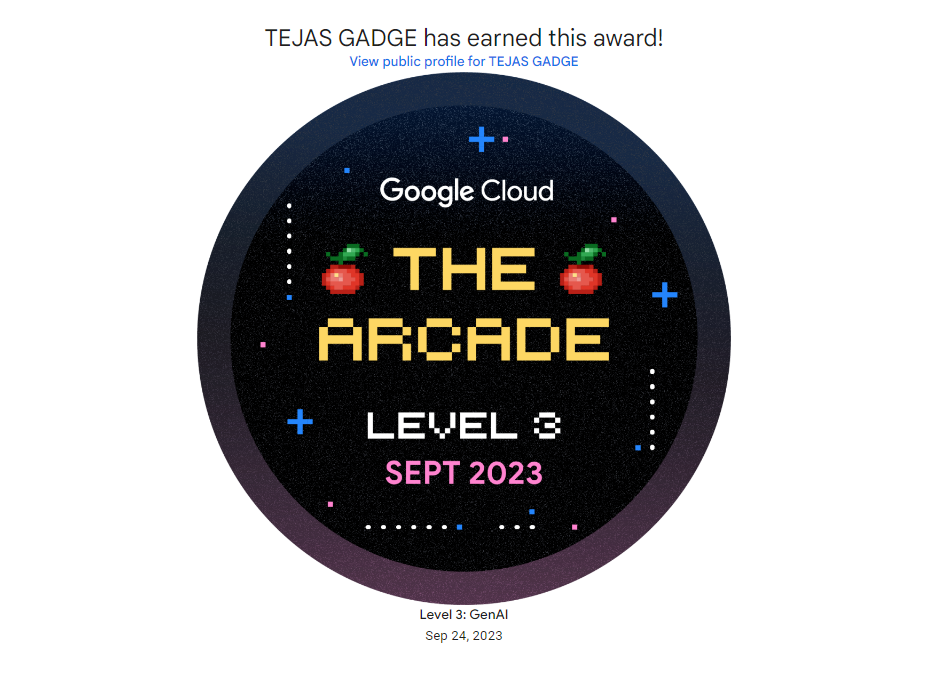 TEJAS GADGE has earned this award!
View public profile for TEJAS GADGE
Google Cloud
THE
ARCADE
LEVEL 3
SEPT 2023
Level 3: GenAI
Sep 24, 2023